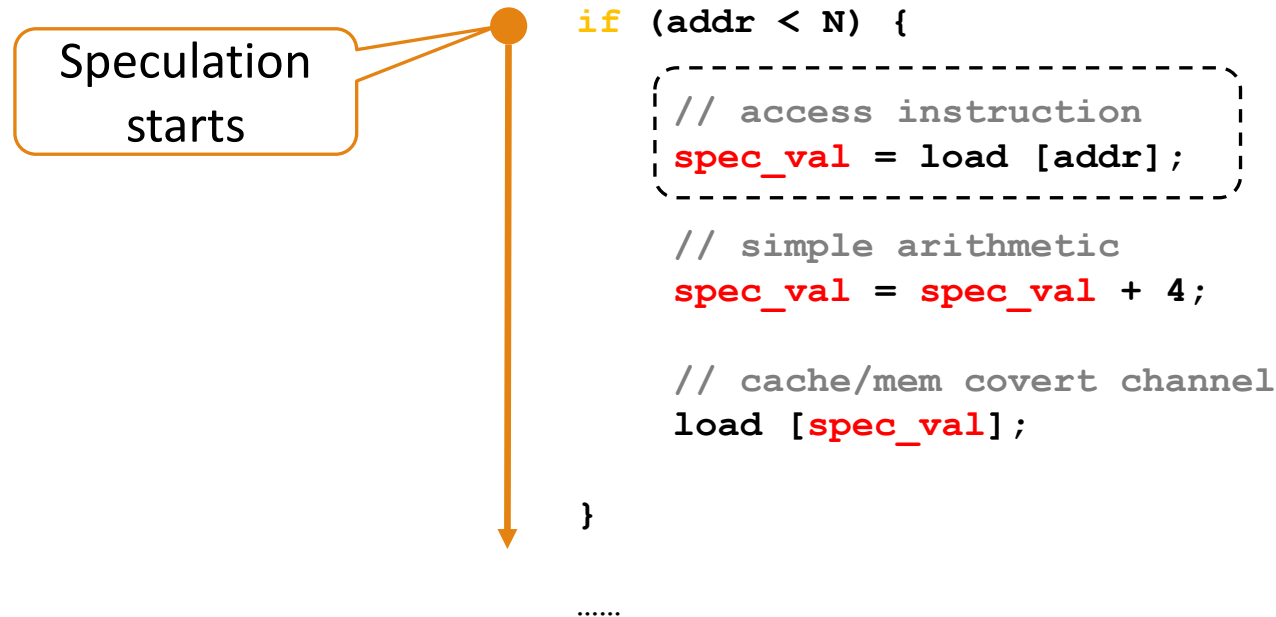 Speculation
starts
if (addr < N) {
// access instruction
spec_val = load [addr];
// simple arithmetic
spec_val = spec_val + 4;
// cache/mem covert channel
load [spec_val];
}
......